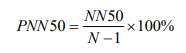 PNN50 = NN50 / N − 1 × 100%